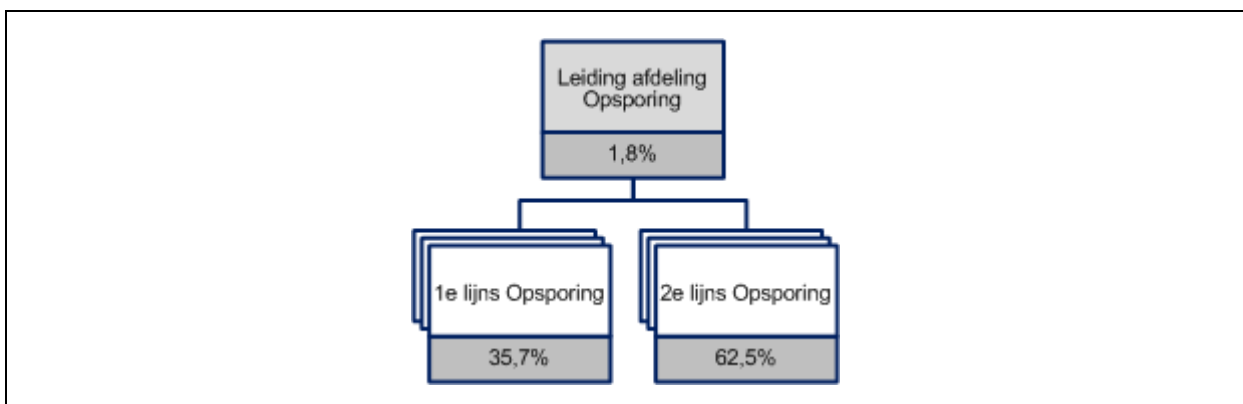 Leiding afdeling
Opsporing
1,8%
1e lijns Opsporing
35,7%
2e lijns Opsporing
62,5%